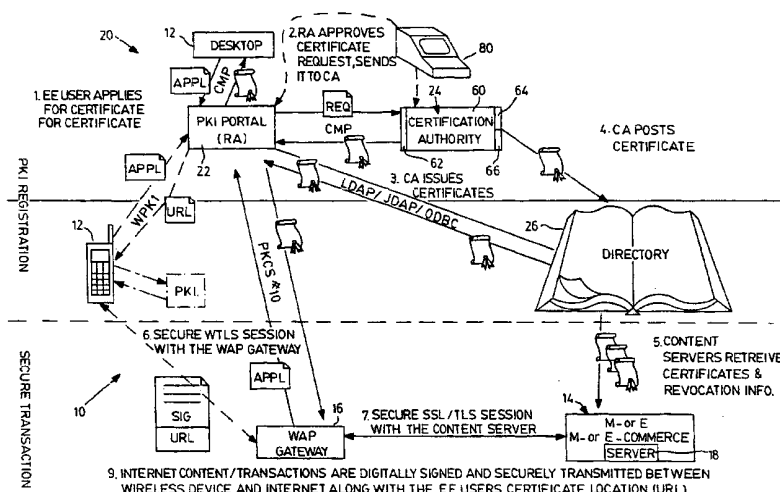 20
12
DESKTOP
APPL
CMP
2. RA APPROVES
CERTIFICATE
REQUEST, SENDS
IT TO CA
80
1. EE USER APPLIES
FOR CERTIFICATE
FOR CERTIFICATE
PKI PORTAL
(RA)
22
REQ
CMP
24
60
64
CERTIFICATION
AUTHORITY
62
66
4. CA POSTS
CERTIFICATE
3. CA ISSUES
CERTIFICATES
LDAP/JDAP/ODBC
APPL
WPKI
URL
PKI REGISTRATION
12
PKI
PKCS #10
26
DIRECTORY
6. SECURE WTLS SESSION
WITH THE WAP GATEWAY
APPL
5. CONTENT
SERVERS RETREIVE
CERTIFICATES &
REVOCATION INFO.
SECURE TRANSACTION
10
SIG
URL
16
WAP
GATEWAY
7. SECURE SSL/TLS SESSION
WITH THE CONTENT SERVER
14
M- OR E
M- or E-COMMERCE
SERVER
18
9. INTERNET CONTENT/TRANSACTIONS ARE DIGITALLY SIGNED AND SECURELY TRANSMITTED BETWEEN
WIRELESS DEVICE AND INTERNET ALONG WITH THE EE USERS CERTIFICATE LOCATION (URL)